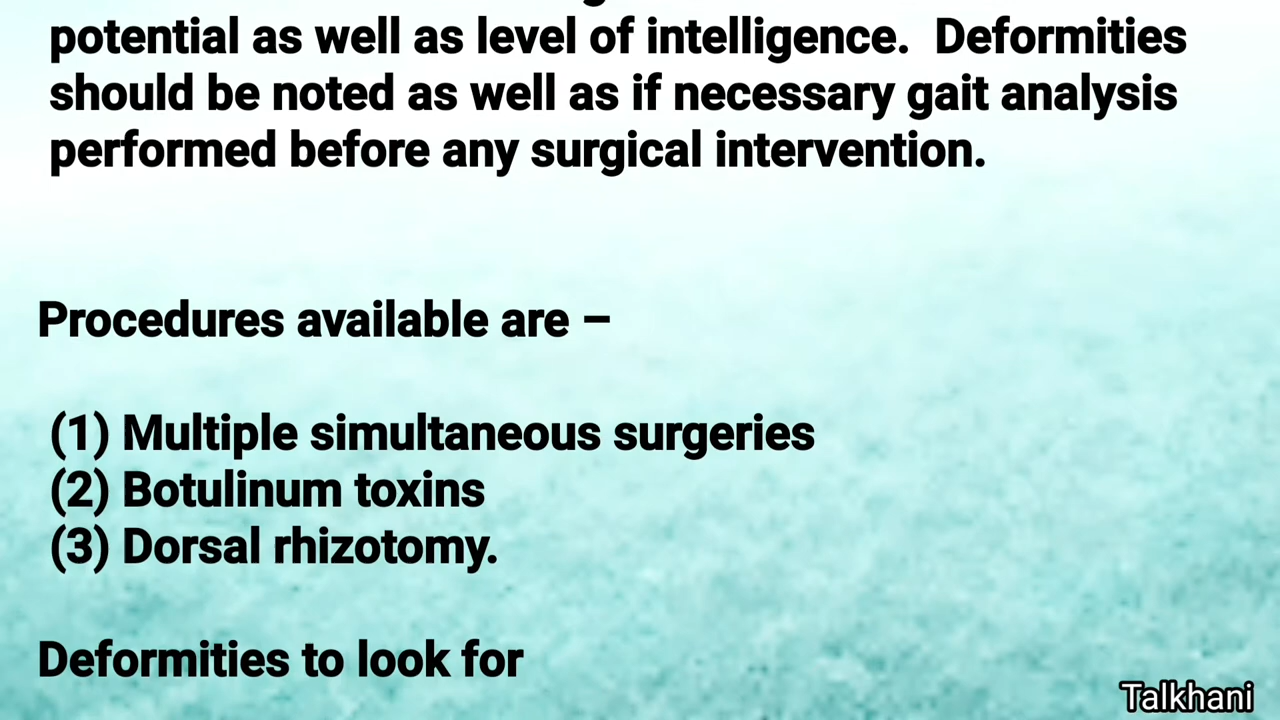 potential as well as level of intelligence. Deformities
should be noted as well as if necessary gait analysis
performed before any surgical intervention.
Procedures available are –
(1) Multiple simultaneous surgeries
(2) Botulinum toxins
(3) Dorsal rhizotomy.
Deformities to look for
Talkhani